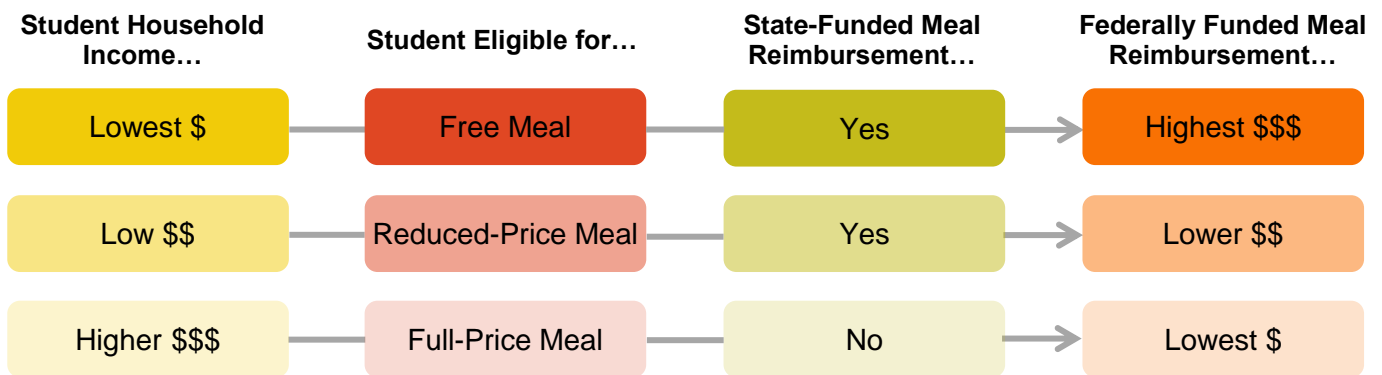 Student Household
Income…
Student Eligible for…
State-Funded Meal
Reimbursement…
Federally Funded Meal
Reimbursement…
Lowest $
Free Meal
Yes
Highest $$$
Low $$
Reduced-Price Meal
Yes
Lower $$
Higher $$$
Full-Price Meal
No
Lowest $